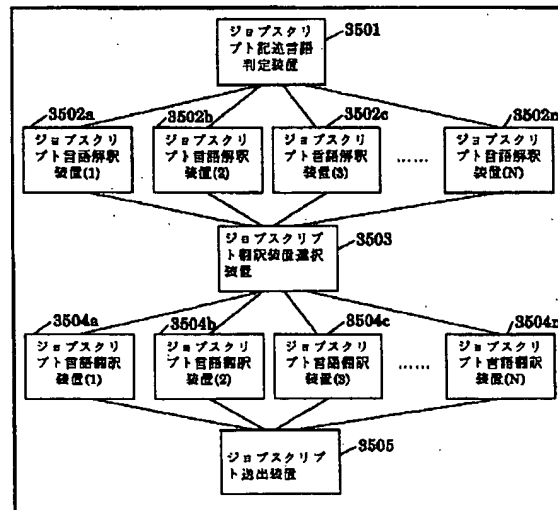 ジョブスクリ
プト記述言語
判定装置
3501
3502a
3502b
3502c
3502n
ジョブスクリ
プト言語解釈
装置(1)
ジョブスクリ
プト言語解釈
装置(2)
ジョブスクリ
プト言語解釈
装置(3)
……
ジョブスクリ
プト言語解釈
装置(N)
ジョブスクリプ
ト翻訳装置選択
装置
3503
3504a
3504b
3504c
3504n
ジョブスクリ
プト言語翻訳
装置(1)
ジョブスクリ
プト言語翻訳
装置(2)
ジョブスクリ
プト言語翻訳
装置(3)
……
ジョブスクリ
プト言語翻訳
装置(N)
ジョブスクリプ
ト送出装置
3505